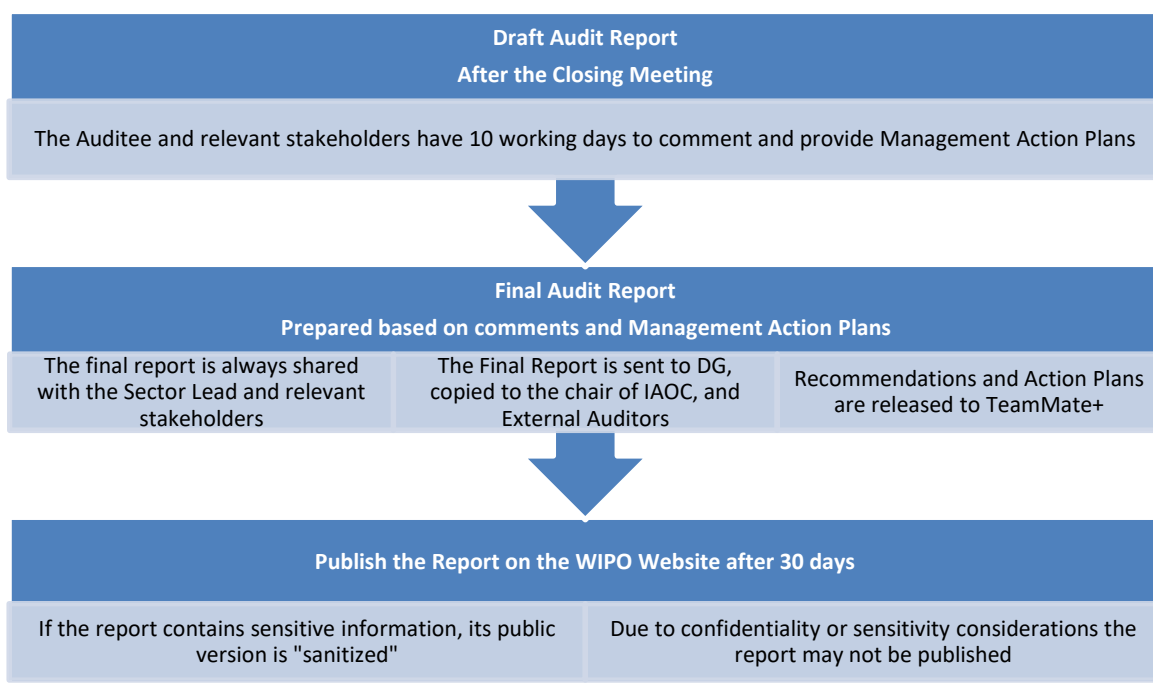 Draft Audit Report
After the Closing Meeting
The Auditee and relevant stakeholders have 10 working days to comment and provide Management Action Plans
Final Audit Report
Prepared based on comments and Management Action Plans
The final report is always shared
with the Sector Lead and relevant
stakeholders
The Final Report is sent to DG,
copied to the chair of IAOC, and
External Auditors
Recommendations and Action Plans
are released to TeamMate+
Publish the Report on the WIPO Website after 30 days
If the report contains sensitive information, its public
version is "sanitized"
Due to confidentiality or sensitivity considerations the
report may not be published